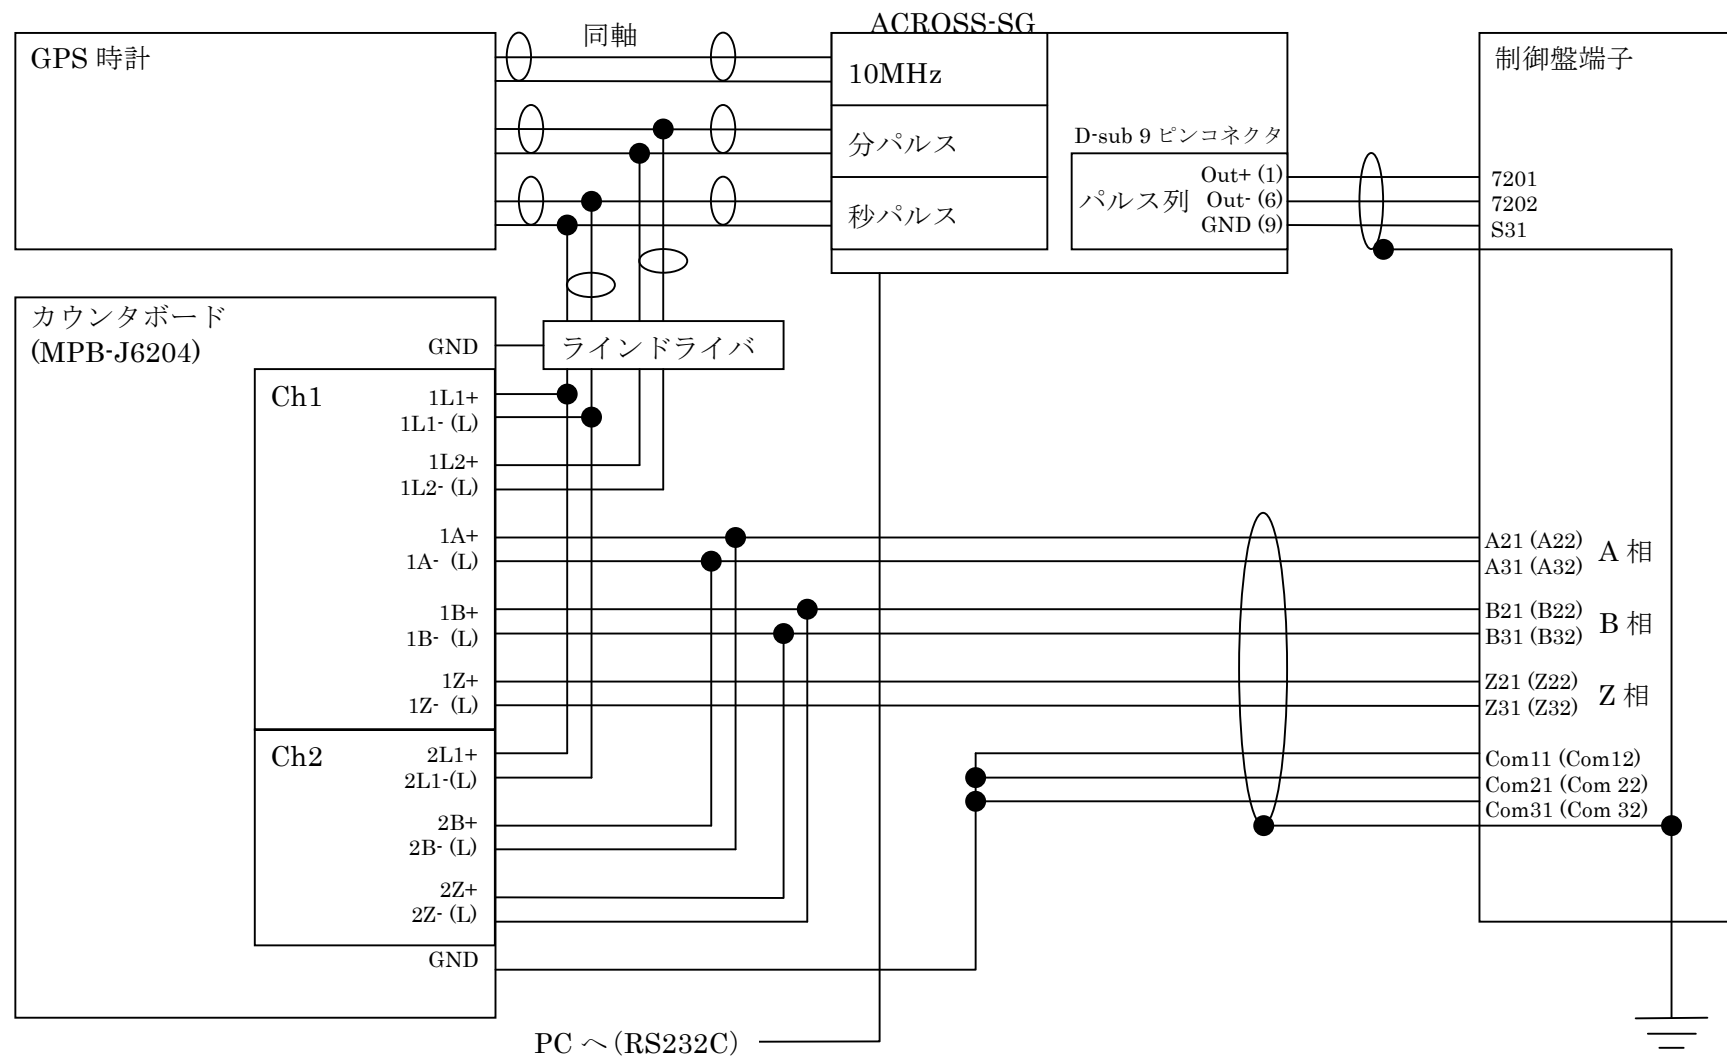 ACROSS-SG
GPS 時計
同軸
10MHz
分パルス
秒パルス
D-sub 9 ピンコネクタ
パルス列
Out+ (1)
Out- (6)
GND (9)
制御盤端子
7201
7202
S31
カウンタボード
(MPB-J6204)
GND
ラインドライバ
Ch1
1L1+
1L1- (L)
1L2+
1L2- (L)
1A+
1A- (L)
1B+
1B- (L)
1Z+
1Z- (L)
Ch2
2L1+
2L1-(L)
2B+
2B- (L)
2Z+
2Z- (L)
GND
A21 (A22)
A31 (A32)
A 相
B21 (B22)
B31 (B32)
B 相
Z21 (Z22)
Z31 (Z32)
Z 相
Com11 (Com12)
Com21 (Com 22)
Com31 (Com 32)
PC へ(RS232C)